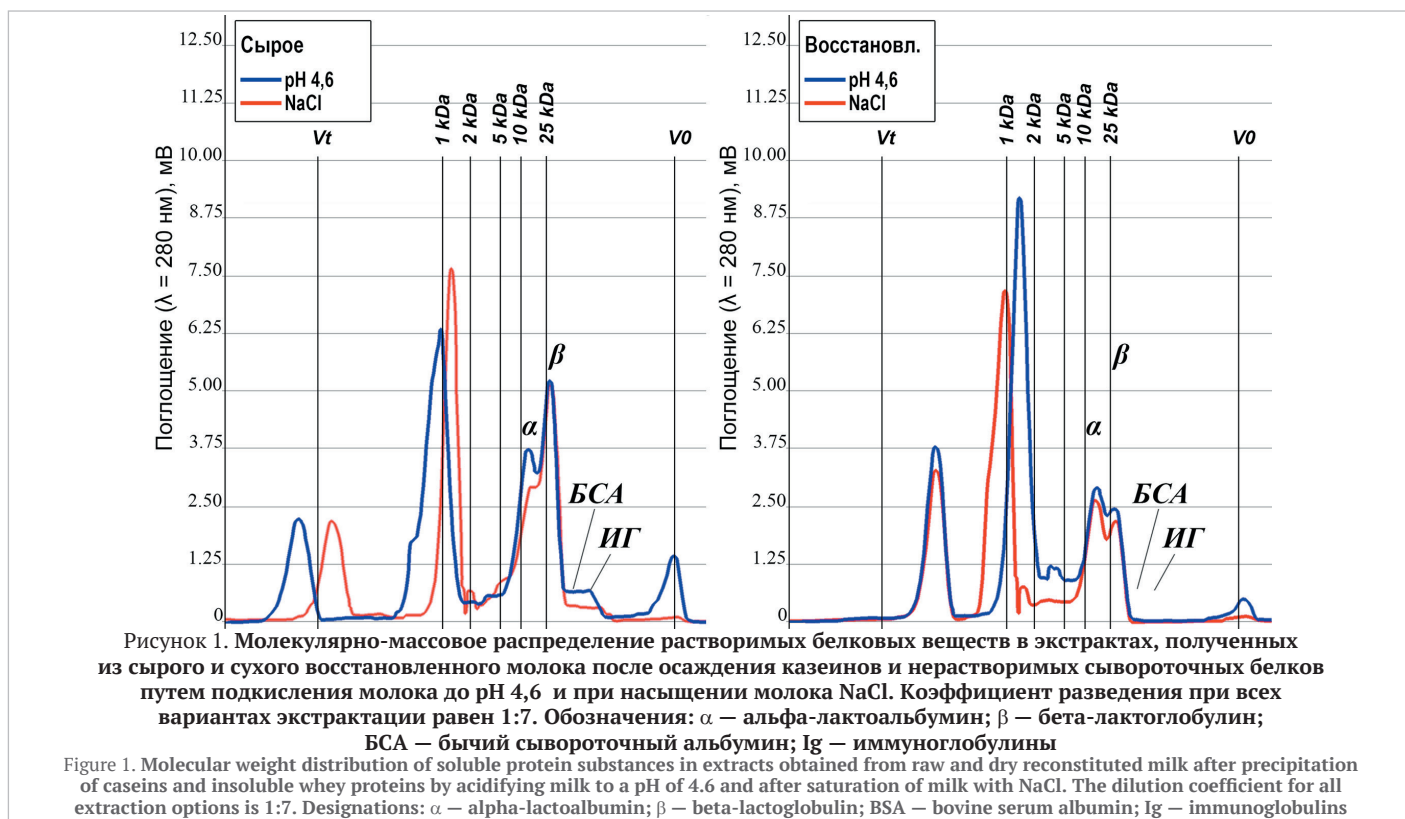 Сырое
pH 4,6
NaCl
12.50
11.25
10.00
8.75
7.50
6.25
5.00
3.75
2.50
1.25
0
Поглощение (λ = 280 нм), мВ
Vt
1 kDa
2 kDa
5 kDa
10 kDa
25 kDa
V0
α
β
БСА
ИГ
Восстановл.
pH 4,6
NaCl
12.50
11.25
10.00
8.75
7.50
6.25
5.00
3.75
2.50
1.25
0
Поглощение (λ = 280 нм), мВ
Vt
1 kDa
2 kDa
5 kDa
10 kDa
25 kDa
V0
α
β
БСА
ИГ
Рисунок 1. Молекулярно-массовое распределение растворимых белковых веществ в экстрактах, полученных
из сырого и сухого восстановленного молока после осаждения казеинов и нерастворимых сывороточных белков
путем подкисления молока до pH 4,6 и при насыщении молока NaCl. Коэффициент разведения при всех
вариантах экстракции равен 1:7. Обозначения: α — альфа-лактоальбумин; β — бета-лактоглобулин;
БСА — бычий сывороточный альбумин; Ig — иммуноглобулины
Figure 1. Molecular weight distribution of soluble protein substances in extracts obtained from raw and dry reconstituted milk after precipitation
of caseins and insoluble whey proteins by acidifying milk to a pH of 4.6 and after saturation of milk with NaCl. The dilution coefficient for all
extraction options is 1:7. Designations: α — alpha-lactoalbumin; β — beta-lactoglobulin; BSA — bovine serum albumin; Ig — immunoglobulins